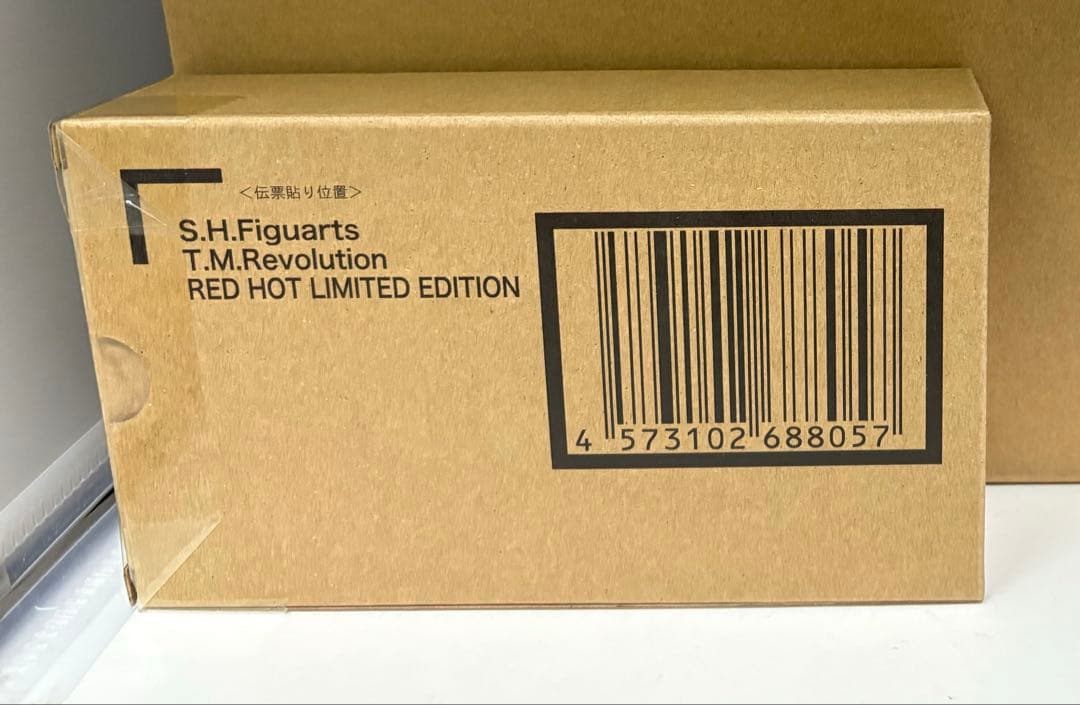 ＜伝票貼り位置＞
S.H.Figuarts
T.M.Revolution
RED HOT LIMITED EDITION
4 573102 688057